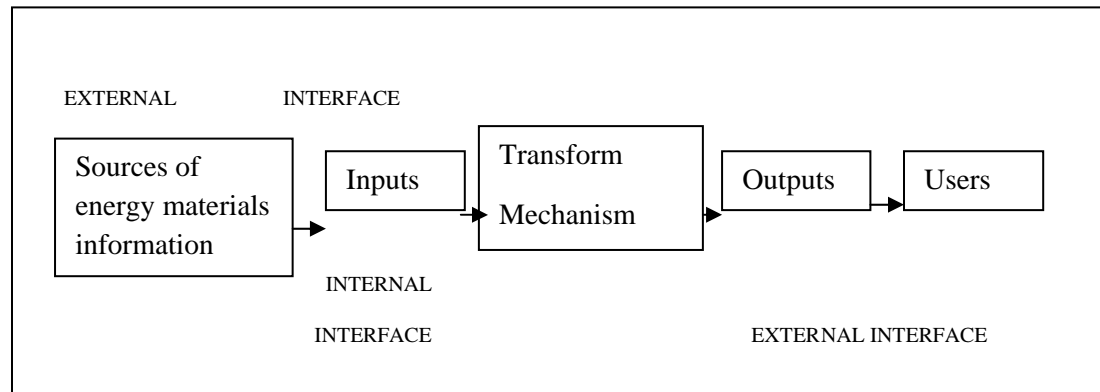 EXTERNAL INTERFACE
Sources of
energy materials
information
Inputs
Transform
Mechanism
Outputs
Users
INTERNAL
INTERFACE
EXTERNAL INTERFACE